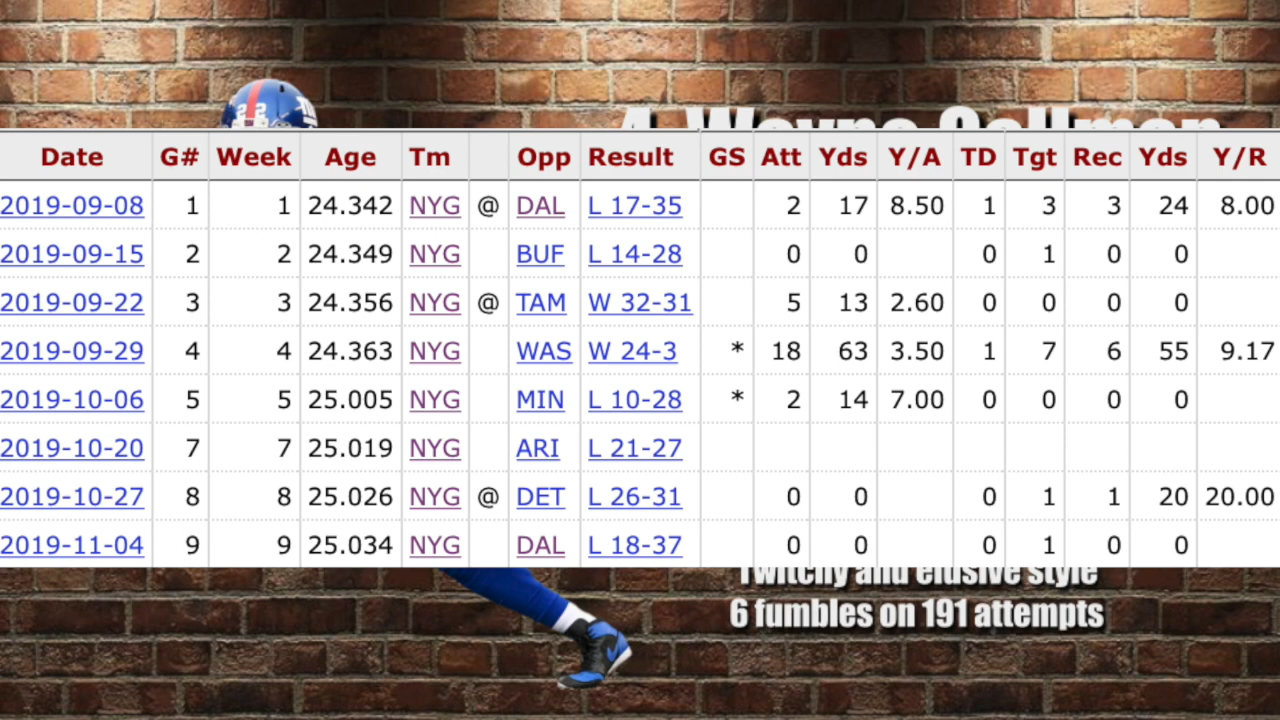 22
4. Wayne Gallman
Date G# Week Age Tm Opp Result GS Att Yds Y/A TD Tgt Rec Yds Y/R
2019-09-08 1 1 24.342 NYG @ DAL L 17-35 2 17 8.50 1 3 3 24 8.00
2019-09-15 2 2 24.349 NYG BUF L 14-28 0 0 0 1 0 0
2019-09-22 3 3 24.356 NYG @ TAM W 32-31 5 13 2.60 0 0 0 0
2019-09-29 4 4 24.363 NYG WAS W 24-3 * 18 63 3.50 1 7 6 55 9.17
2019-10-06 5 5 25.005 NYG MIN L 10-28 * 2 14 7.00 0 0 0 0
2019-10-20 7 7 25.019 NYG ARI L 21-27
2019-10-27 8 8 25.026 NYG @ DET L 26-31 0 0 0 1 1 20 20.00
2019-11-04 9 9 25.034 NYG DAL L 18-37 0 0 0 1 0 0
Twitchy and elusive style
6 fumbles on 191 attempts